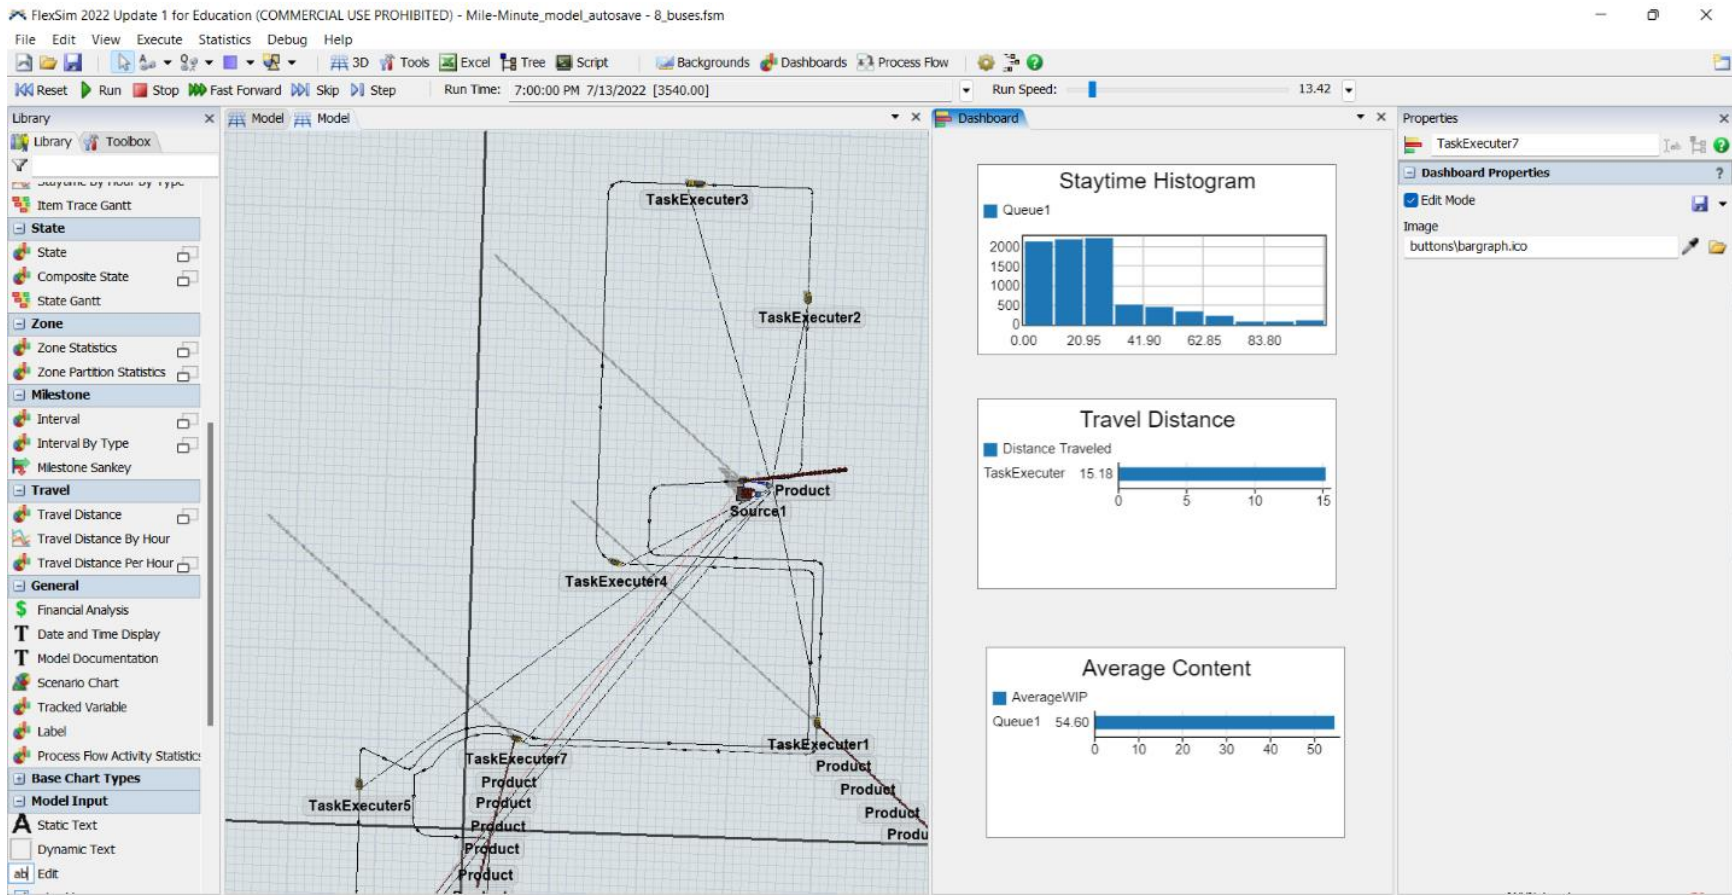 FlexSim 2022 Update 1 for Education (COMMERCIAL USE PROHIBITED) - Mile-Minute_model_autosave - 8_buses.fsm
File Edit View Execute Statistics Debug Help
3D Tools Excel Tree Script Backgrounds Dashboards Process Flow
Reset Run Stop Fast Forward Skip Step Run Time: 7:00:00 PM 7/13/2022 [3540.00] Run Speed: 13.42
Library
Library Toolbox
Staytime By Hour By Type
Item Trace Gantt
State
State
Composite State
State Gantt
Zone
Zone Statistics
Zone Partition Statistics
Milestone
Interval
Interval By Type
Milestone Sankey
Travel
Travel Distance
Travel Distance By Hour
Travel Distance Per Hour
General
Financial Analysis
Date and Time Display
Model Documentation
Scenario Chart
Tracked Variable
Label
Process Flow Activity Statistics
Base Chart Types
Model Input
Static Text
Dynamic Text
ab Edit
Model Model
TaskExecuter3
TaskExecuter2
Product
Source1
TaskExecuter4
TaskExecuter1
TaskExecuter7
Product
Product
Product
TaskExecuter5
Product
Product
Product
Produ
Product
Product
Dashboard
Staytime Histogram
Queue1
2000
1500
1000
500
0
0.00 20.95 41.90 62.85 83.80
Travel Distance
Distance Traveled
TaskExecuter 15.18
0 5 10 15
Average Content
AverageWIP
Queue1 54.60
0 10 20 30 40 50
Properties
TaskExecuter7
Dashboard Properties ?
Edit Mode
Image
buttons\bargraph.ico